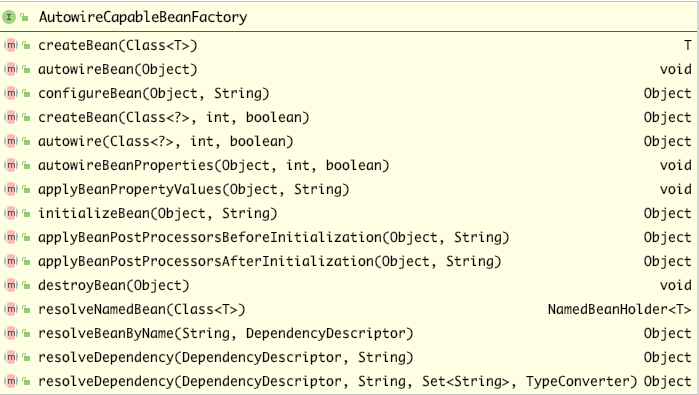 I AutowireCapableBeanFactory
m createBean(Class<T>) T
m autowireBean(Object) void
m configureBean(Object, String) Object
m createBean(Class<?>, int, boolean) Object
m autowire(Class<?>, int, boolean) Object
m autowireBeanProperties(Object, int, boolean) void
m applyBeanPropertyValues(Object, String) void
m initializeBean(Object, String) Object
m applyBeanPostProcessorsBeforeInitialization(Object, String) Object
m applyBeanPostProcessorsAfterInitialization(Object, String) Object
m destroyBean(Object) void
m resolveNamedBean(Class<T>) NamedBeanHolder<T>
m resolveBeanByName(String, DependencyDescriptor) Object
m resolveDependency(DependencyDescriptor, String) Object
m resolveDependency(DependencyDescriptor, String, Set<String>, TypeConverter) Object